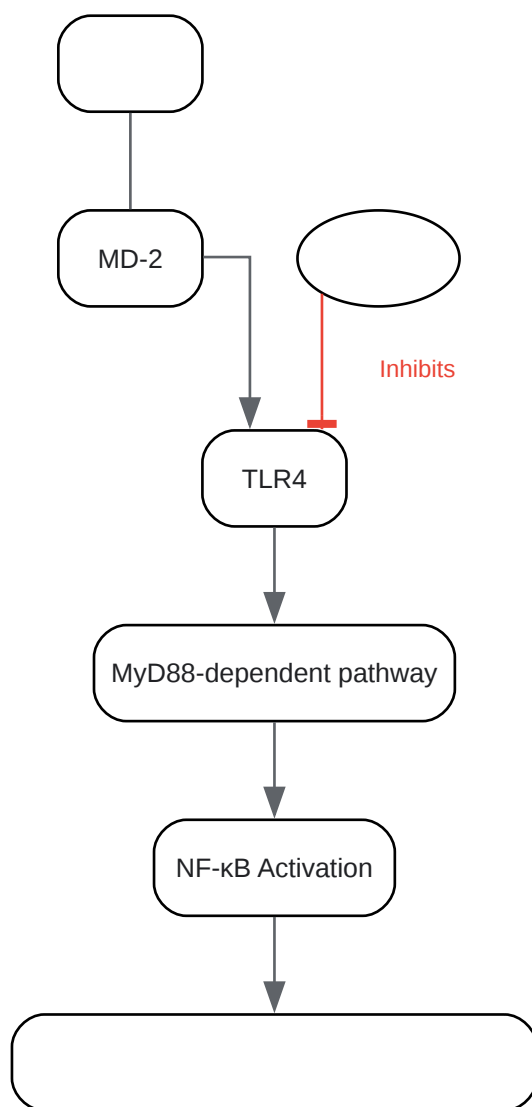 MD-2
Inhibits
TLR4
MyD88-dependent pathway
NF-κB Activation